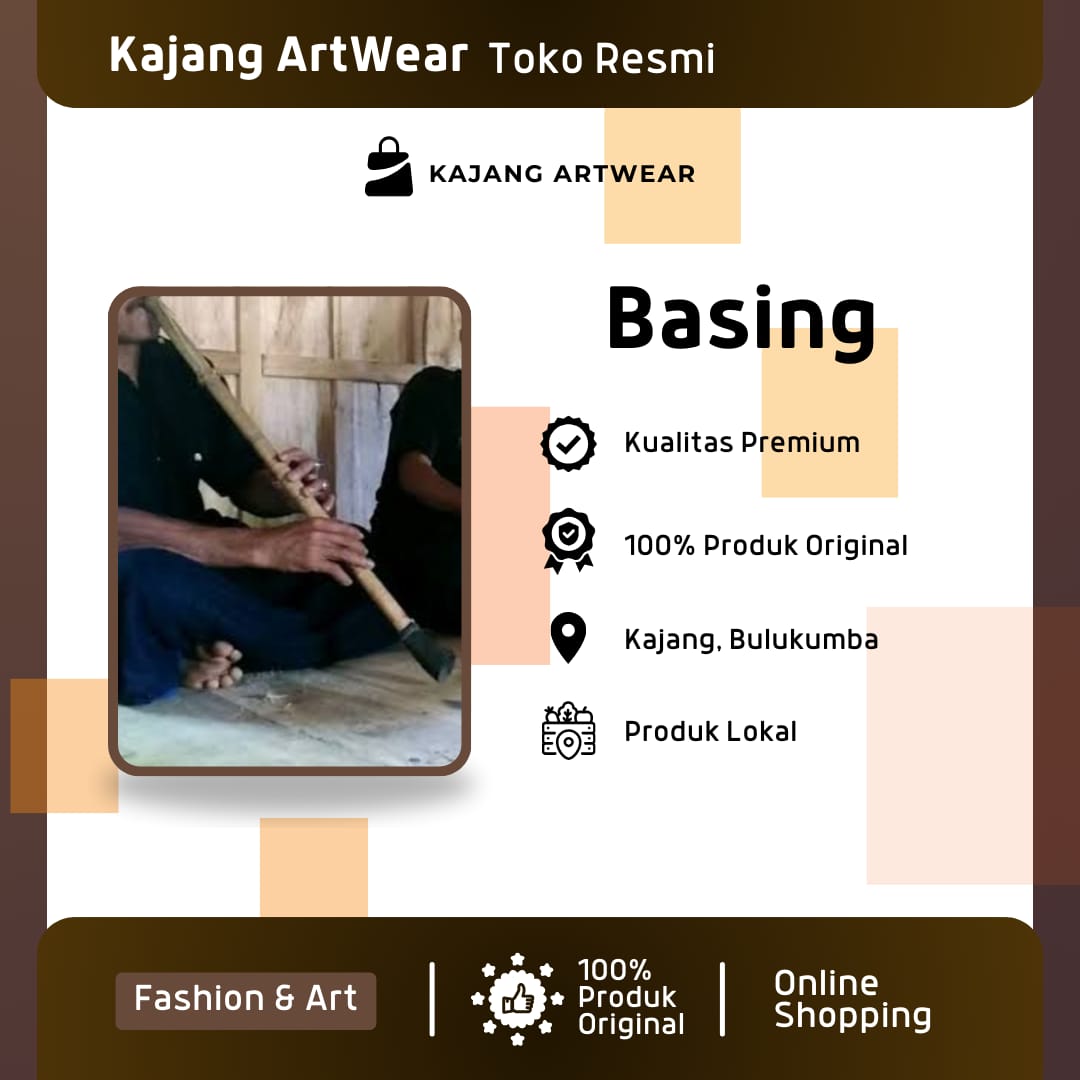 Kajang ArtWear Toko Resmi
KAJANG ARTWEAR
Basing
Kualitas Premium
100% Produk Original
Kajang, Bulukumba
Produk Lokal
Fashion & Art
100%
Produk
Original
Online
Shopping